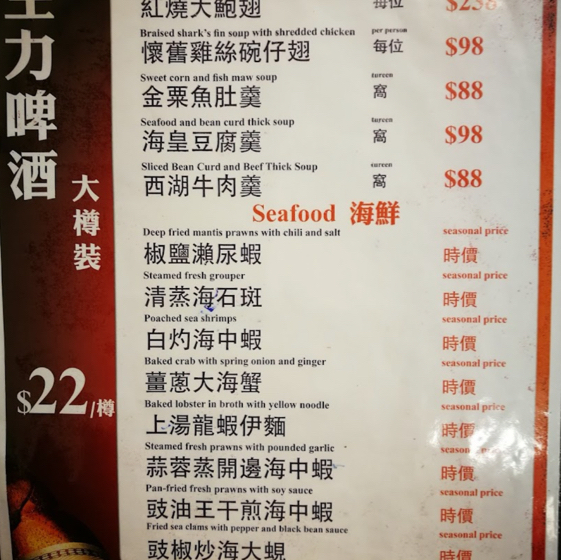 生力啤酒
大樽裝
$22/樽
紅燒大鮑翅 每位 $238
Braised shark's fin soup with shredded chicken per person
懷舊雞絲碗仔翅 每位 $98
Sweet corn and fish maw soup tureen
金粟魚肚羹 窩 $88
Seafood and bean curd thick soup tureen
海皇豆腐羹 窩 $98
Sliced Bean Curd and Beef Thick Soup tureen
西湖牛肉羹 窩 $88
Seafood 海鮮
Deep fried mantis prawns with chili and salt seasonal price
椒鹽瀨尿蝦 時價
Steamed fresh grouper seasonal price
清蒸海石斑 時價
Poached sea shrimps seasonal price
白灼海中蝦 時價
Baked crab with spring onion and ginger seasonal price
薑蔥大海蟹 時價
Baked lobster in broth with yellow noodle seasonal price
上湯龍蝦伊麵 時價
Steamed fresh prawns with pounded garlic seasonal price
蒜蓉蒸開邊海中蝦 時價
Pan-fried fresh prawns with soy sauce seasonal price
豉油王干煎海中蝦 時價
Fried sea clams with pepper and black bean sauce seasonal price
豉椒炒海大蜆 時價